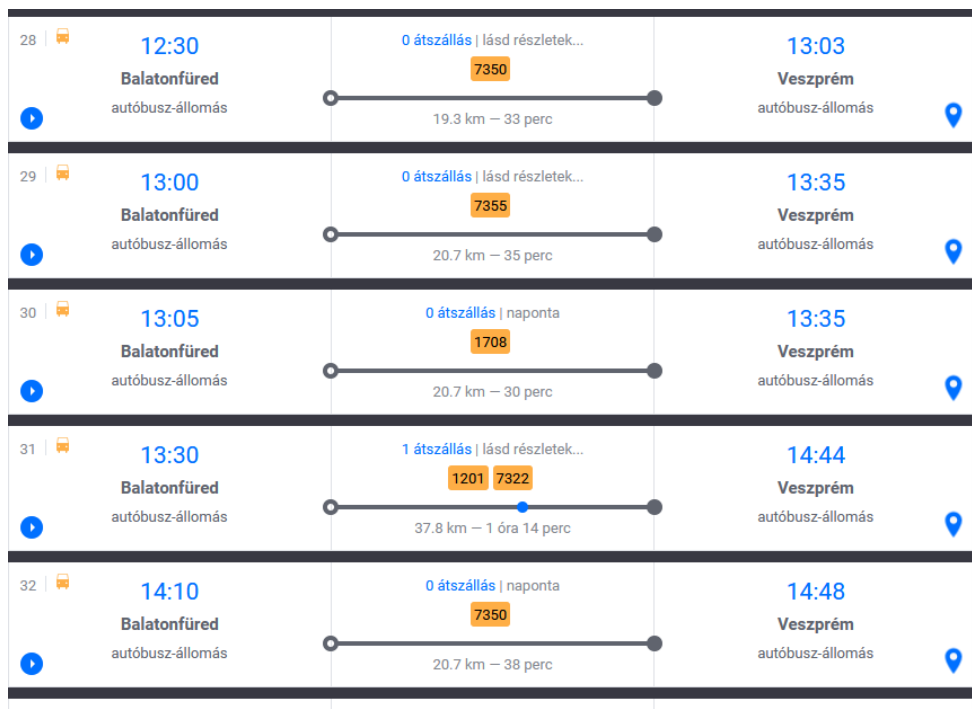 28
12:30
Balatonfüred
autóbusz-állomás
0 átszállás | lásd részletek...
7350
19.3 km — 33 perc
13:03
Veszprém
autóbusz-állomás
29
13:00
Balatonfüred
autóbusz-állomás
0 átszállás | lásd részletek...
7355
20.7 km — 35 perc
13:35
Veszprém
autóbusz-állomás
30
13:05
Balatonfüred
autóbusz-állomás
0 átszállás | naponta
1708
20.7 km — 30 perc
13:35
Veszprém
autóbusz-állomás
31
13:30
Balatonfüred
autóbusz-állomás
1 átszállás | lásd részletek...
1201 7322
37.8 km — 1 óra 14 perc
14:44
Veszprém
autóbusz-állomás
32
14:10
Balatonfüred
autóbusz-állomás
0 átszállás | naponta
7350
20.7 km — 38 perc
14:48
Veszprém
autóbusz-állomás